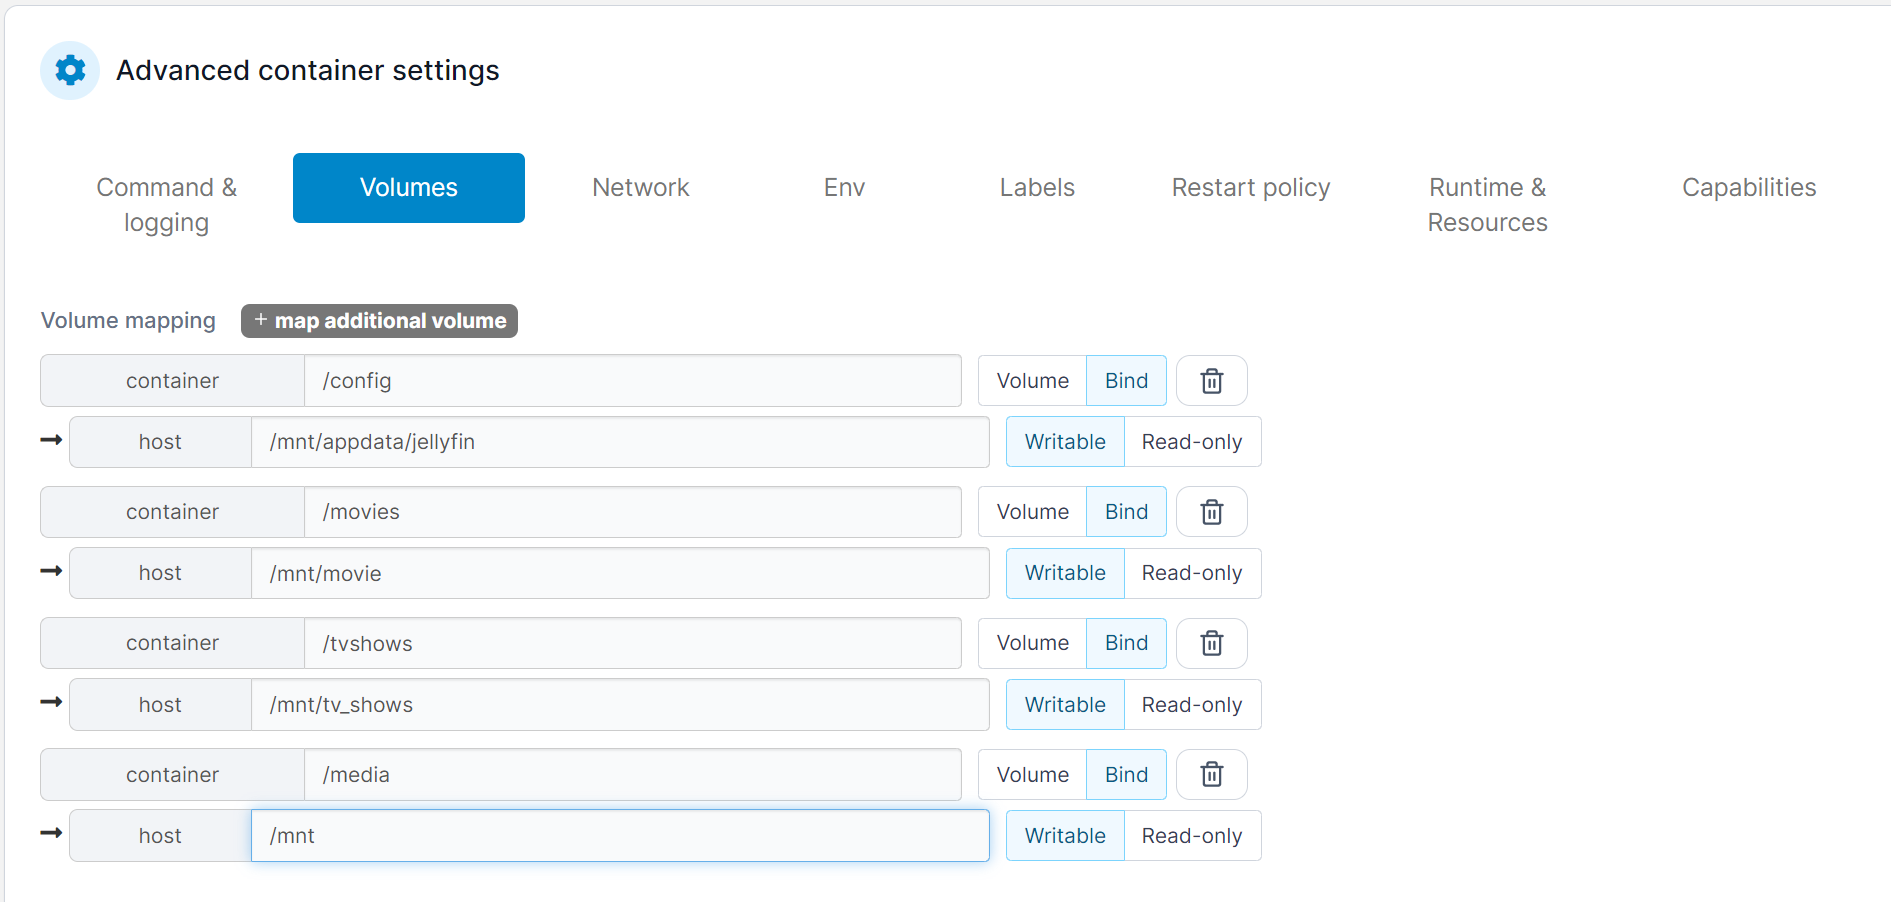 Advanced container settings
Command & logging
Volumes
Network
Env
Labels
Restart policy
Runtime & Resources
Capabilities
Volume mapping + map additional volume
container /config Volume Bind
host /mnt/appdata/jellyfin Writable Read-only
container /movies Volume Bind
host /mnt/movie Writable Read-only
container /tvshows Volume Bind
host /mnt/tv_shows Writable Read-only
container /media Volume Bind
host /mnt Writable Read-only